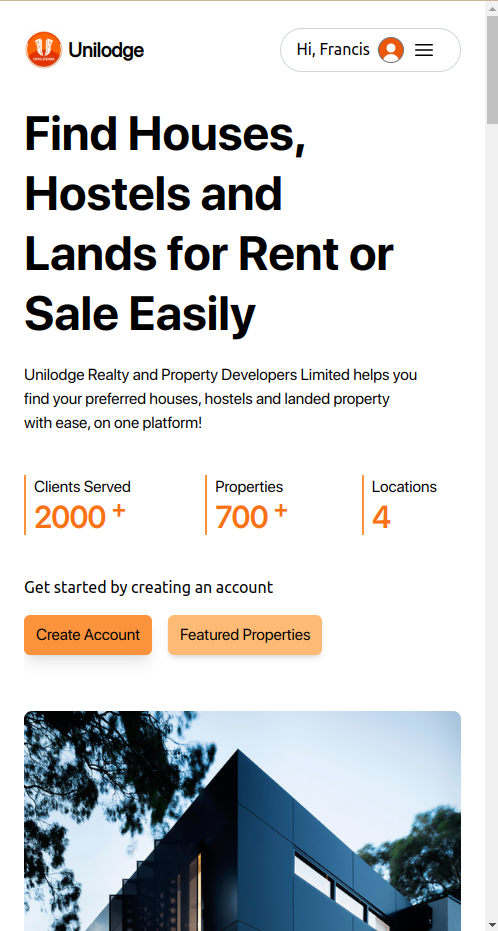 Unilodge
Hi, Francis
Find Houses,
Hostels and
Lands for Rent or
Sale Easily
Unilodge Realty and Property Developers Limited helps you
find your preferred houses, hostels and landed property
with ease, on one platform!
Clients Served
2000 +
Properties
700 +
Locations
4
Get started by creating an account
Create Account
Featured Properties